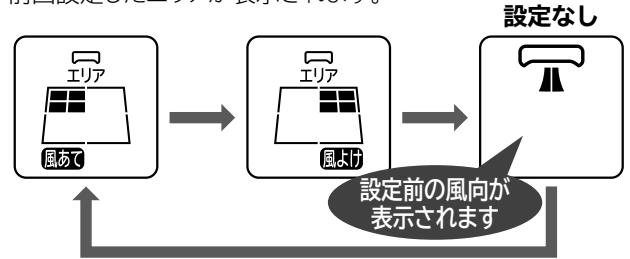 前回設定したエリアが表示されます。
設定なし
エリア
風あて
エリア
風よけ
設定前の風向が
表示されます